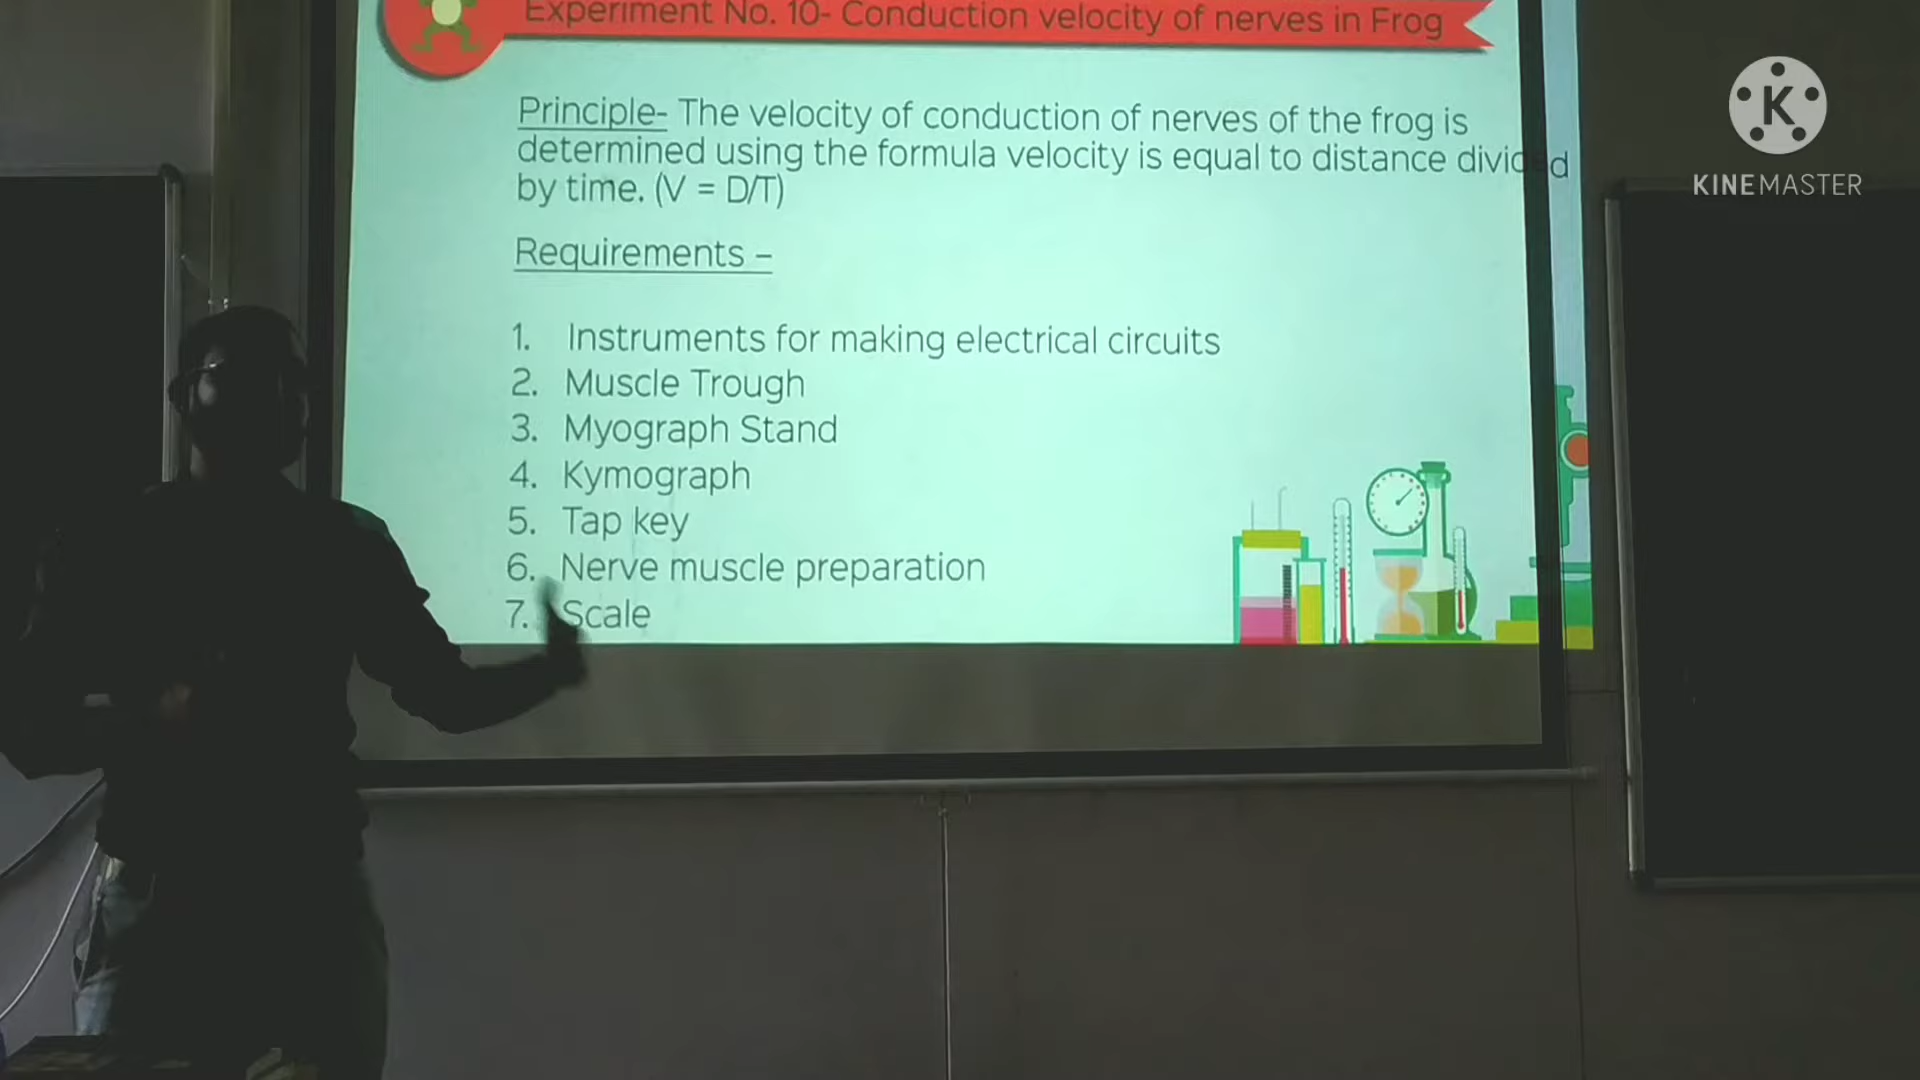 Experiment No. 10- Conduction velocity of nerves in Frog
Principle- The velocity of conduction of nerves of the frog is
determined using the formula velocity is equal to distance divided
by time. (V = D/T)
Requirements –
1. Instruments for making electrical circuits
2. Muscle Trough
3. Myograph Stand
4. Kymograph
5. Tap key
6. Nerve muscle preparation
7. Scale
K
KINEMASTER